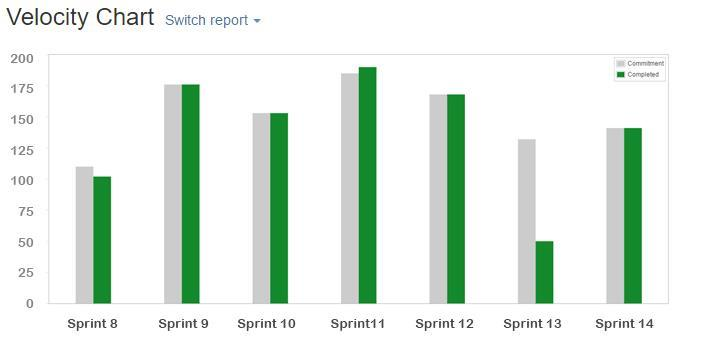 Velocity Chart Switch report
200
175
150
125
100
75
50
25
0
Commitment
Completed
Sprint 8 Sprint 9 Sprint 10 Sprint11 Sprint 12 Sprint 13 Sprint 14